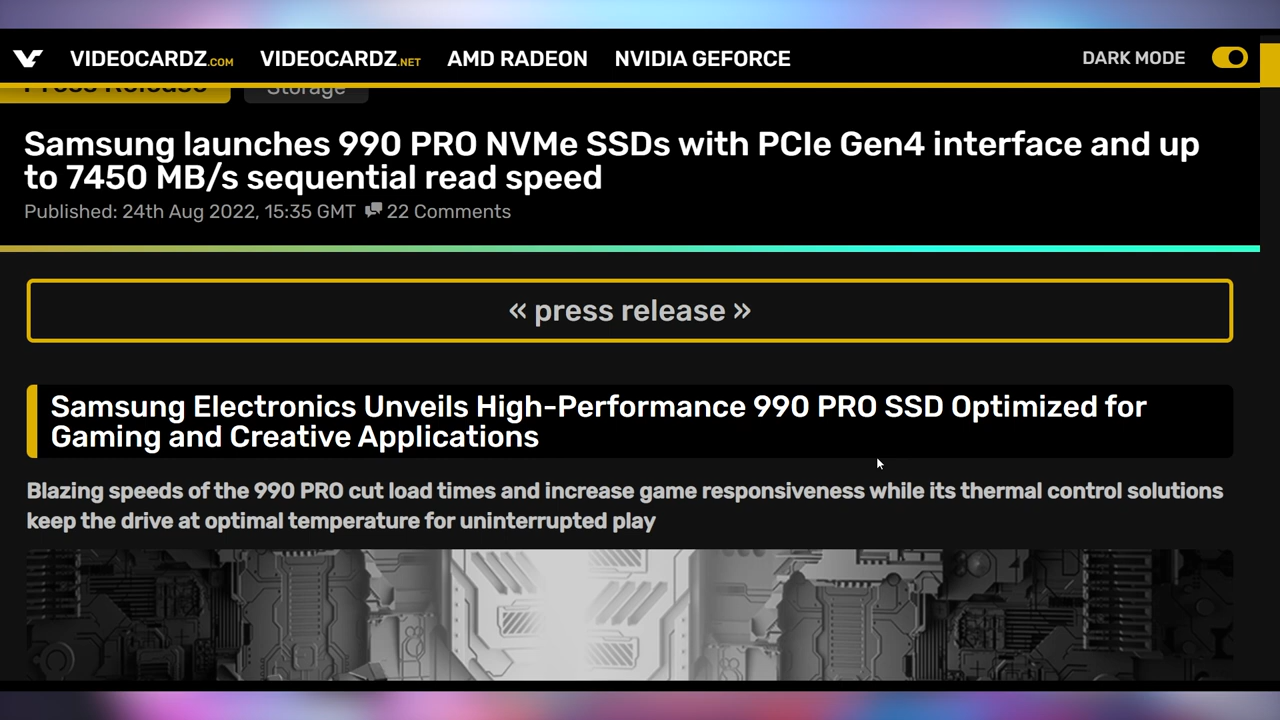 VIDEOCARDZ.COM VIDEOCARDZ.NET AMD RADEON NVIDIA GEFORCE DARK MODE
Press Release Storage
Samsung launches 990 PRO NVMe SSDs with PCIe Gen4 interface and up
to 7450 MB/s sequential read speed
Published: 24th Aug 2022, 15:35 GMT 22 Comments
« press release »
Samsung Electronics Unveils High-Performance 990 PRO SSD Optimized for
Gaming and Creative Applications
Blazing speeds of the 990 PRO cut load times and increase game responsiveness while its thermal control solutions
keep the drive at optimal temperature for uninterrupted play